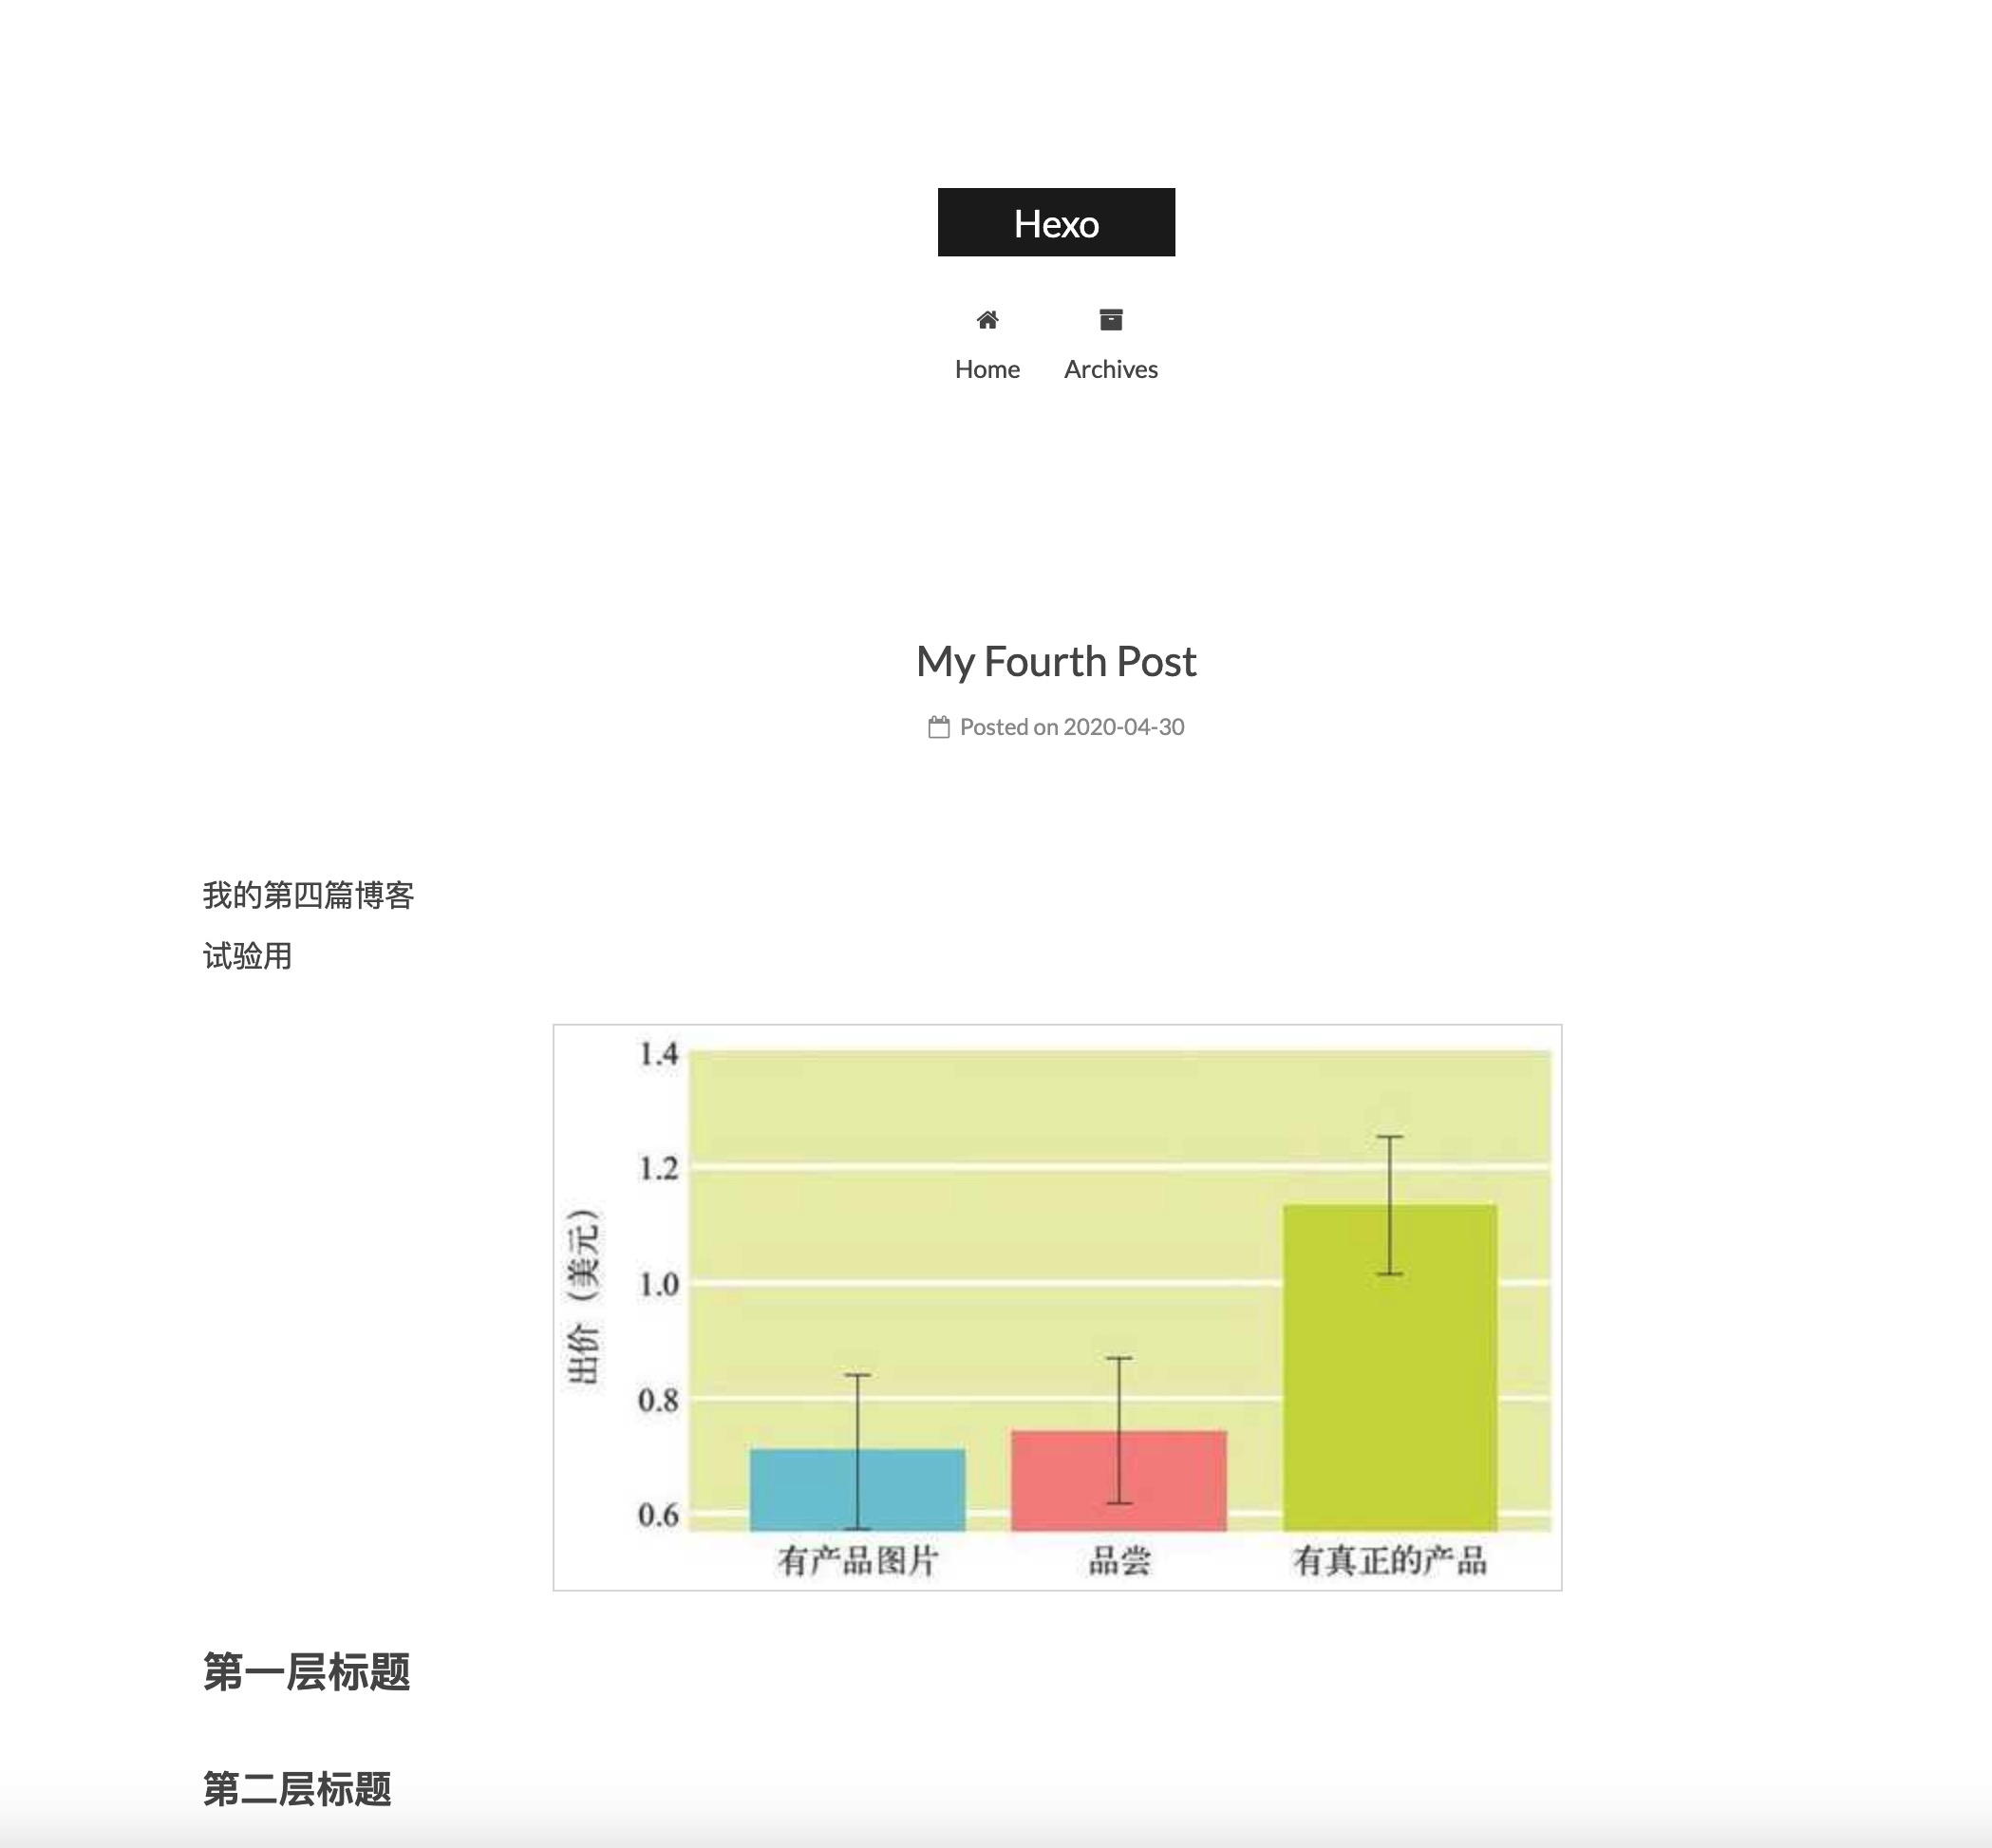 Hexo
Home Archives
My Fourth Post
Posted on 2020-04-30
我的第四篇博客
试验用
1.4
1.2
1.0
0.8
0.6
出价（美元）
有产品图片 品尝 有真正的产品
第一层标题
第二层标题